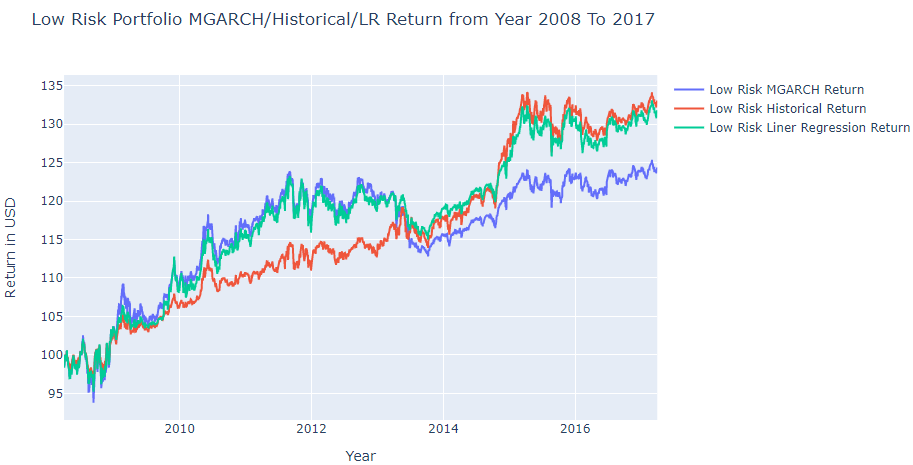 Low Risk Portfolio MGARCH/Historical/LR Return from Year 2008 To 2017
Low Risk MGARCH Return
Low Risk Historical Return
Low Risk Liner Regression Return
Return in USD
135
130
125
120
115
110
105
100
95
2010
2012
2014
2016
Year